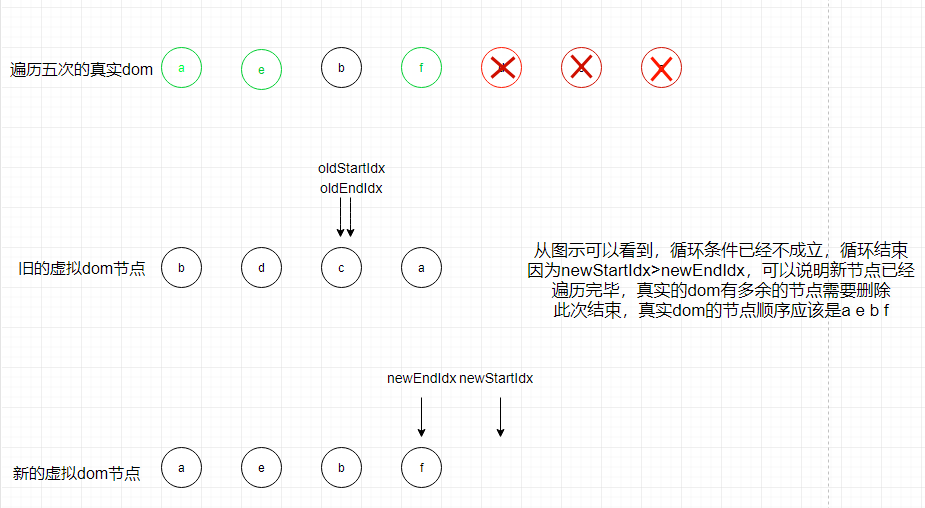 遍历五次的真实dom
a e b f
oldStartIdx
oldEndIdx
旧的虚拟dom节点
b d c a
从图示可以看到，循环条件已经不成立，循环结束
因为newStartIdx>newEndIdx，可以说明新节点已经
遍历完毕，真实的dom有多余的节点需要删除
此次结束，真实dom的节点顺序应该是a e b f
newEndIdx newStartIdx
新的虚拟dom节点
a e b f